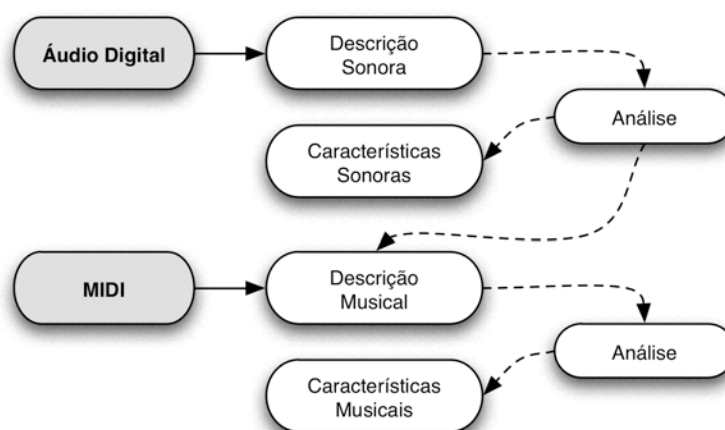 Áudio Digital
Descrição
Sonora
Análise
Características
Sonoras
MIDI
Descrição
Musical
Análise
Características
Musicais